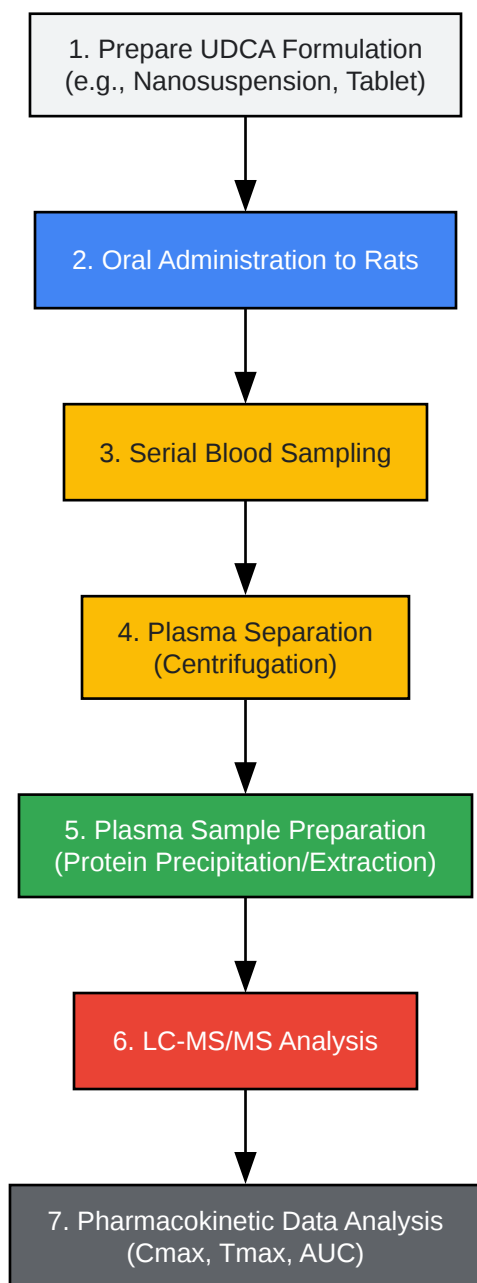 1. Prepare UDCA Formulation
(e.g., Nanosuspension, Tablet)
2. Oral Administration to Rats
3. Serial Blood Sampling
4. Plasma Separation
(Centrifugation)
5. Plasma Sample Preparation
(Protein Precipitation/Extraction)
6. LC-MS/MS Analysis
7. Pharmacokinetic Data Analysis
(Cmax, Tmax, AUC)